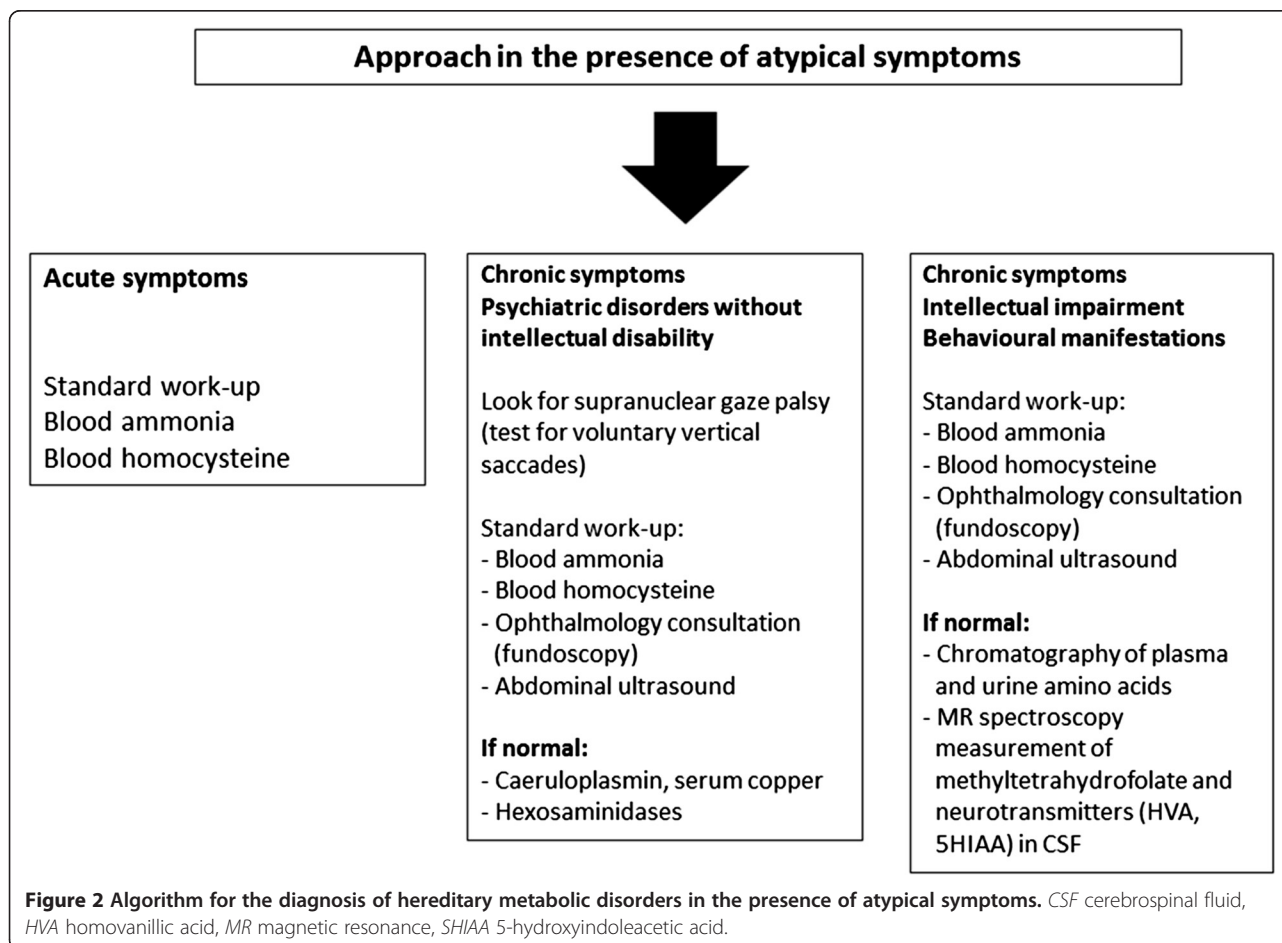 Approach in the presence of atypical symptoms
Acute symptoms
Standard work-up
Blood ammonia
Blood homocysteine
Chronic symptoms
Psychiatric disorders without
intellectual disability
Look for supranuclear gaze palsy
(test for voluntary vertical
saccades)
Standard work-up:
- Blood ammonia
- Blood homocysteine
- Ophthalmology consultation
(fundoscopy)
- Abdominal ultrasound
If normal:
- Caeruloplasmin, serum copper
- Hexosaminidases
Chronic symptoms
Intellectual impairment
Behavioural manifestations
Standard work-up:
- Blood ammonia
- Blood homocysteine
- Ophthalmology consultation
(fundoscopy)
- Abdominal ultrasound
If normal:
- Chromatography of plasma
and urine amino acids
- MR spectroscopy
measurement of
methyltetrahydrofolate and
neurotransmitters (HVA,
5HIAA) in CSF
Figure 2 Algorithm for the diagnosis of hereditary metabolic disorders in the presence of atypical symptoms. CSF cerebrospinal fluid,
HVA homovanillic acid, MR magnetic resonance, SHIAA 5-hydroxyindoleacetic acid.